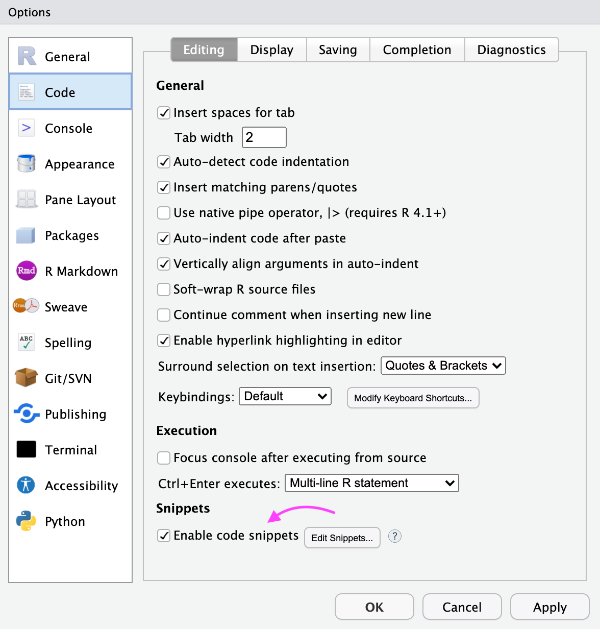 Options
General
Code
Console
Appearance
Pane Layout
Packages
Rmd R Markdown
Sweave
ABC Spelling
Git/SVN
Publishing
Terminal
Accessibility
Python
Editing Display Saving Completion Diagnostics
General
Insert spaces for tab
Tab width 2
Auto-detect code indentation
Insert matching parens/quotes
Use native pipe operator, |> (requires R 4.1+)
Auto-indent code after paste
Vertically align arguments in auto-indent
Soft-wrap R source files
Continue comment when inserting new line
Enable hyperlink highlighting in editor
Surround selection on text insertion: Quotes & Brackets
Keybindings: Default Modify Keyboard Shortcuts...
Execution
Focus console after executing from source
Ctrl+Enter executes: Multi-line R statement
Snippets
Enable code snippets Edit Snippets... ?
OK Cancel Apply